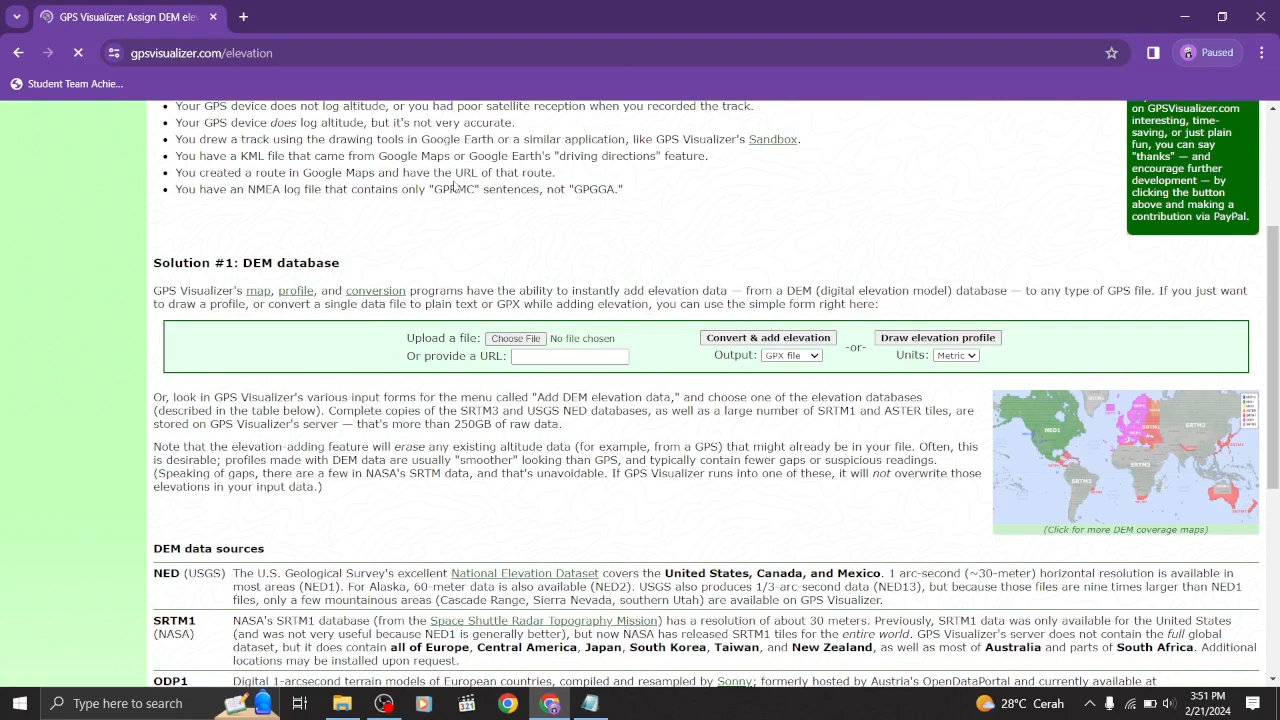 GPS Visualizer: Assign DEM ele
gpsvisualizer.com/elevation
Paused
Student Team Achie...
Your GPS device does not log altitude, or you had poor satellite reception when you recorded the track.
Your GPS device does log altitude, but it's not very accurate.
You drew a track using the drawing tools in Google Earth or a similar application, like GPS Visualizer's Sandbox.
You have a KML file that came from Google Maps or Google Earth's "driving directions" feature.
You created a route in Google Maps and have the URL of that route.
You have an NMEA log file that contains only "GPRMC" sentences, not "GPGGA."
on GPSVisualizer.com
interesting, time-
saving, or just plain
fun, you can say
"thanks" — and
encourage further
development — by
clicking the button
above and making a
contribution via PayPal.
Solution #1: DEM database
GPS Visualizer's map, profile, and conversion programs have the ability to instantly add elevation data — from a DEM (digital elevation model) database — to any type of GPS file. If you just want
to draw a profile, or convert a single data file to plain text or GPX while adding elevation, you can use the simple form right here:
Upload a file: Choose File No file chosen
Or provide a URL:
Convert & add elevation
Output: GPX file
-or-
Draw elevation profile
Units: Metric
Or, look in GPS Visualizer's various input forms for the menu called "Add DEM elevation data," and choose one of the elevation databases
(described in the table below). Complete copies of the SRTM3 and USGS NED databases, as well as a large number of SRTM1 and ASTER tiles, are
stored on GPS Visualizer's server — that's more than 250GB of raw data.
Note that the elevation-adding feature will erase any existing altitude data (for example, from a GPS) that might already be in your file. Often, this
is desirable; profiles made with DEM data are usually "smoother" looking than GPS, and typically contain fewer gaps or suspicious readings.
(Speaking of gaps, there are a few in NASA's SRTM data, and that's unavoidable. If GPS Visualizer runs into one of these, it will not overwrite those
elevations in your input data.)
NED1
SRTM1
SRTM3
SRTM3
SRTM3
(Click for more DEM coverage maps)
DEM data sources
NED (USGS) The U.S. Geological Survey's excellent National Elevation Dataset covers the United States, Canada, and Mexico. 1 arc-second (~30-meter) horizontal resolution is available in
most areas (NED1). For Alaska, 60-meter data is also available (NED2). USGS also produces 1/3-arc-second data (NED13), but because those files are nine times larger than NED1
files, only a few mountainous areas (Cascade Range, Sierra Nevada, southern Utah) are available on GPS Visualizer.
SRTM1 NASA's SRTM1 database (from the Space Shuttle Radar Topography Mission) has a resolution of about 30 meters. Previously, SRTM1 data was only available for the United States
(NASA) (and was not very useful because NED1 is generally better), but now NASA has released SRTM1 tiles for the entire world. GPS Visualizer's server does not contain the full global
dataset, but it does contain all of Europe, Central America, Japan, South Korea, Taiwan, and New Zealand, as well as most of Australia and parts of South Africa. Additional
locations may be installed upon request.
ODP1 Digital 1-arcsecond terrain models of European countries, compiled and resampled by Sonny; formerly hosted by Austria's OpenDataPortal and currently available at
Type here to search
28°C Cerah
3:51 PM
2/21/2024